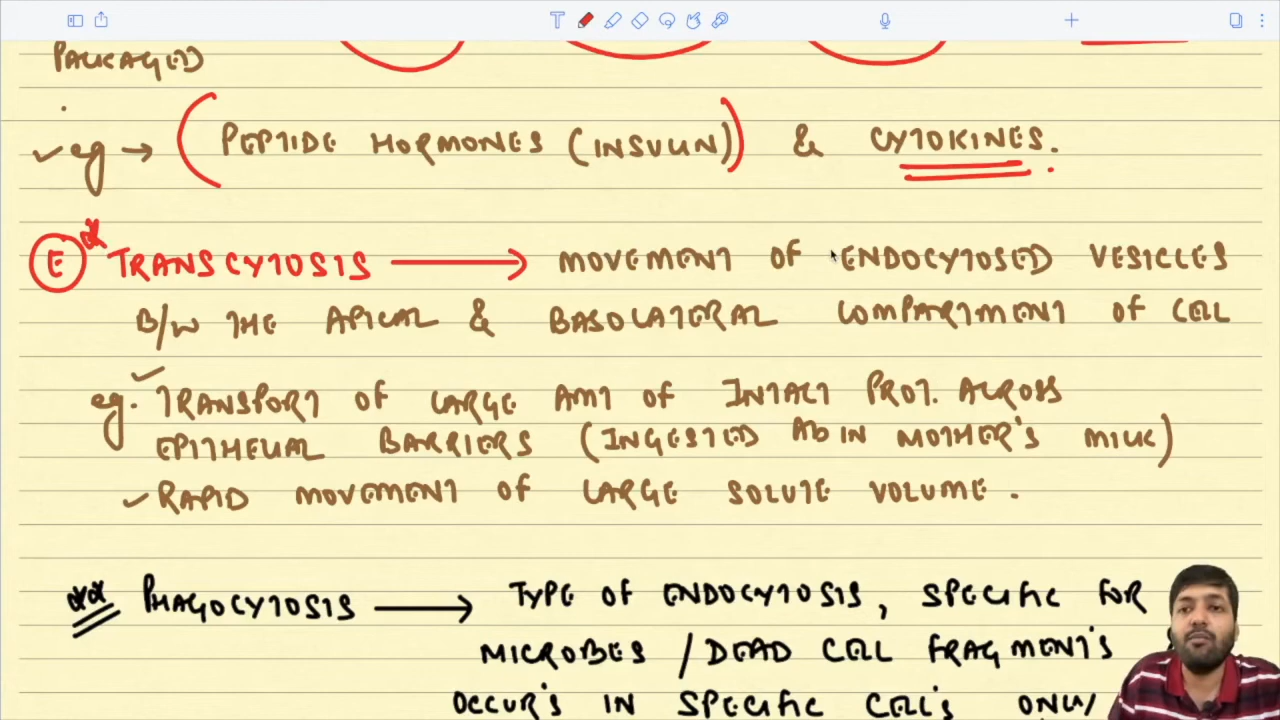 PACKAGED
✓ eg → (PEPTIDE HORMONES (INSULIN)) & CYTOKINES.
E TRANSCYTOSIS → MOVEMENT OF ENDOCYTOSED VESICLES
B/W THE APICAL & BASOLATERAL COMPARTMENT OF CELL
eg. ✓ TRANSPORT OF LARGE AMT OF INTACT PROT. ACROSS
EPITHELIAL BARRIERS (INGESTED Ab IN MOTHER'S MILK)
✓ RAPID MOVEMENT OF LARGE SOLUTE VOLUME.
** PHAGOCYTOSIS → TYPE OF ENDOCYTOSIS, SPECIFIC FOR
MICROBES / DEAD CELL FRAGMENT'S
OCCUR'S IN SPECIFIC CELL'S ONLY